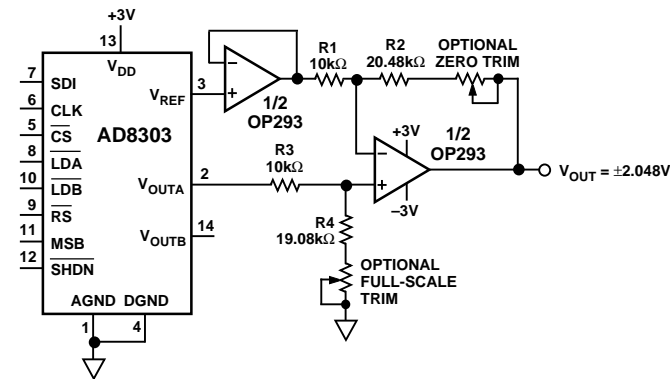 +3V
13
V_DD
7
SDI
6
CLK
5
CS
8
LDA
10
LDB
9
RS
11
MSB
12
SHDN
AD8303
3
V_REF
2
V_OUTA
14
V_OUTB
AGND DGND
1
4
1/2
OP293
R1
10kΩ
R2
20.48kΩ
OPTIONAL
ZERO TRIM
R3
10kΩ
+3V
1/2
OP293
–3V
V_OUT = ±2.048V
R4
19.08kΩ
OPTIONAL
FULL-SCALE
TRIM